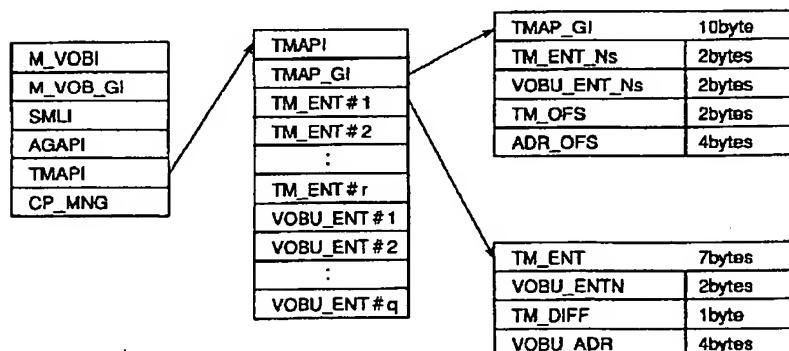 M_VOBI
M_VOB_GI
SMLI
AGAPI
TMAPI
CP_MNG
TMAPI
TMAP_GI
TM_ENT#1
TM_ENT#2
:
TM_ENT#r
VOBU_ENT#1
VOBU_ENT#2
:
VOBU_ENT#q
TMAP_GI 10byte
TM_ENT_Ns 2bytes
VOBU_ENT_Ns 2bytes
TM_OFS 2bytes
ADR_OFS 4bytes
TM_ENT 7bytes
VOBU_ENTN 2bytes
TM_DIFF 1byte
VOBU_ADR 4bytes